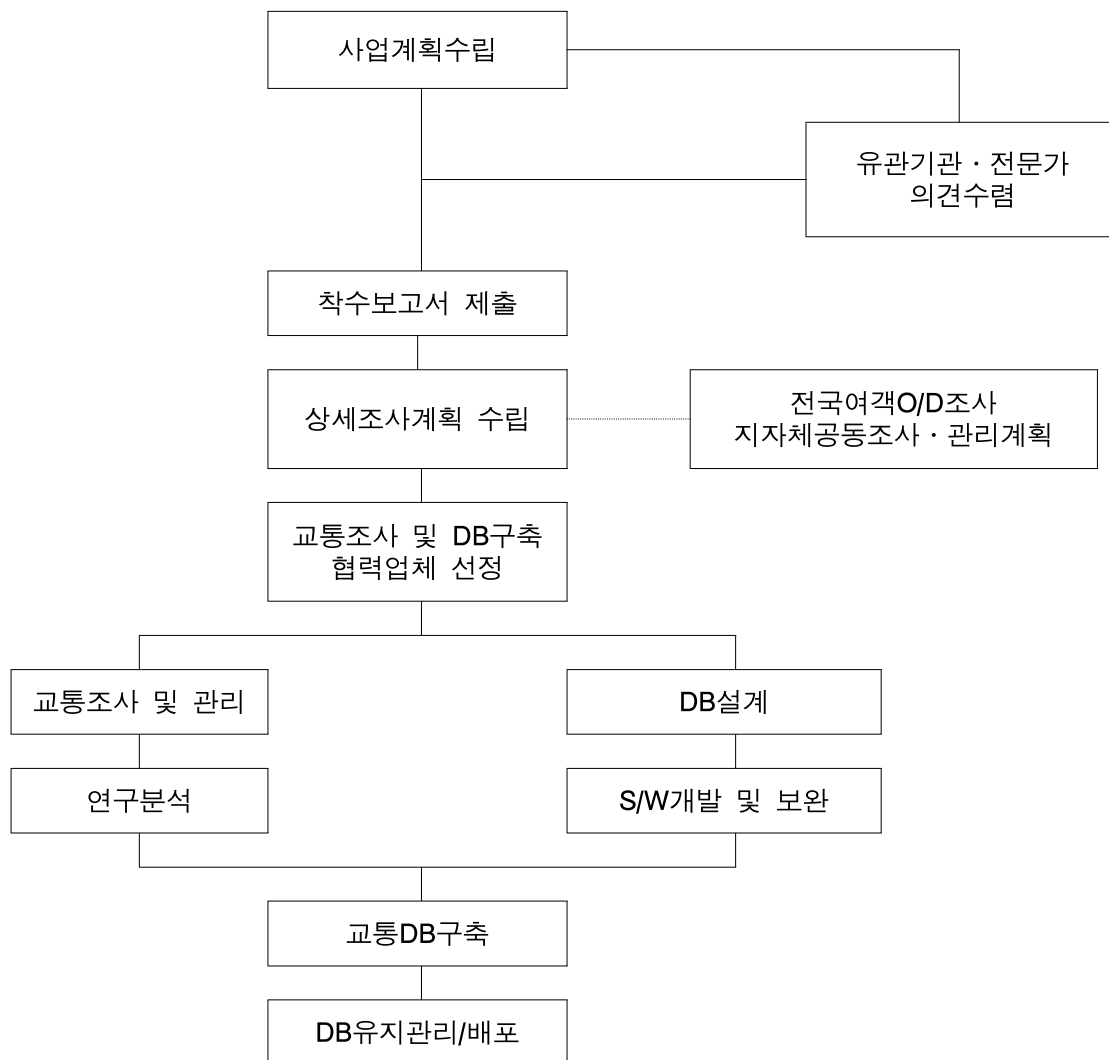 사업계획수립
유관기관 · 전문가
의견수렴
착수보고서 제출
상세조사계획 수립
전국여객O/D조사
지자체공동조사 · 관리계획
교통조사 및 DB구축
협력업체 선정
교통조사 및 관리
DB설계
연구분석
S/W개발 및 보완
교통DB구축
DB유지관리/배포